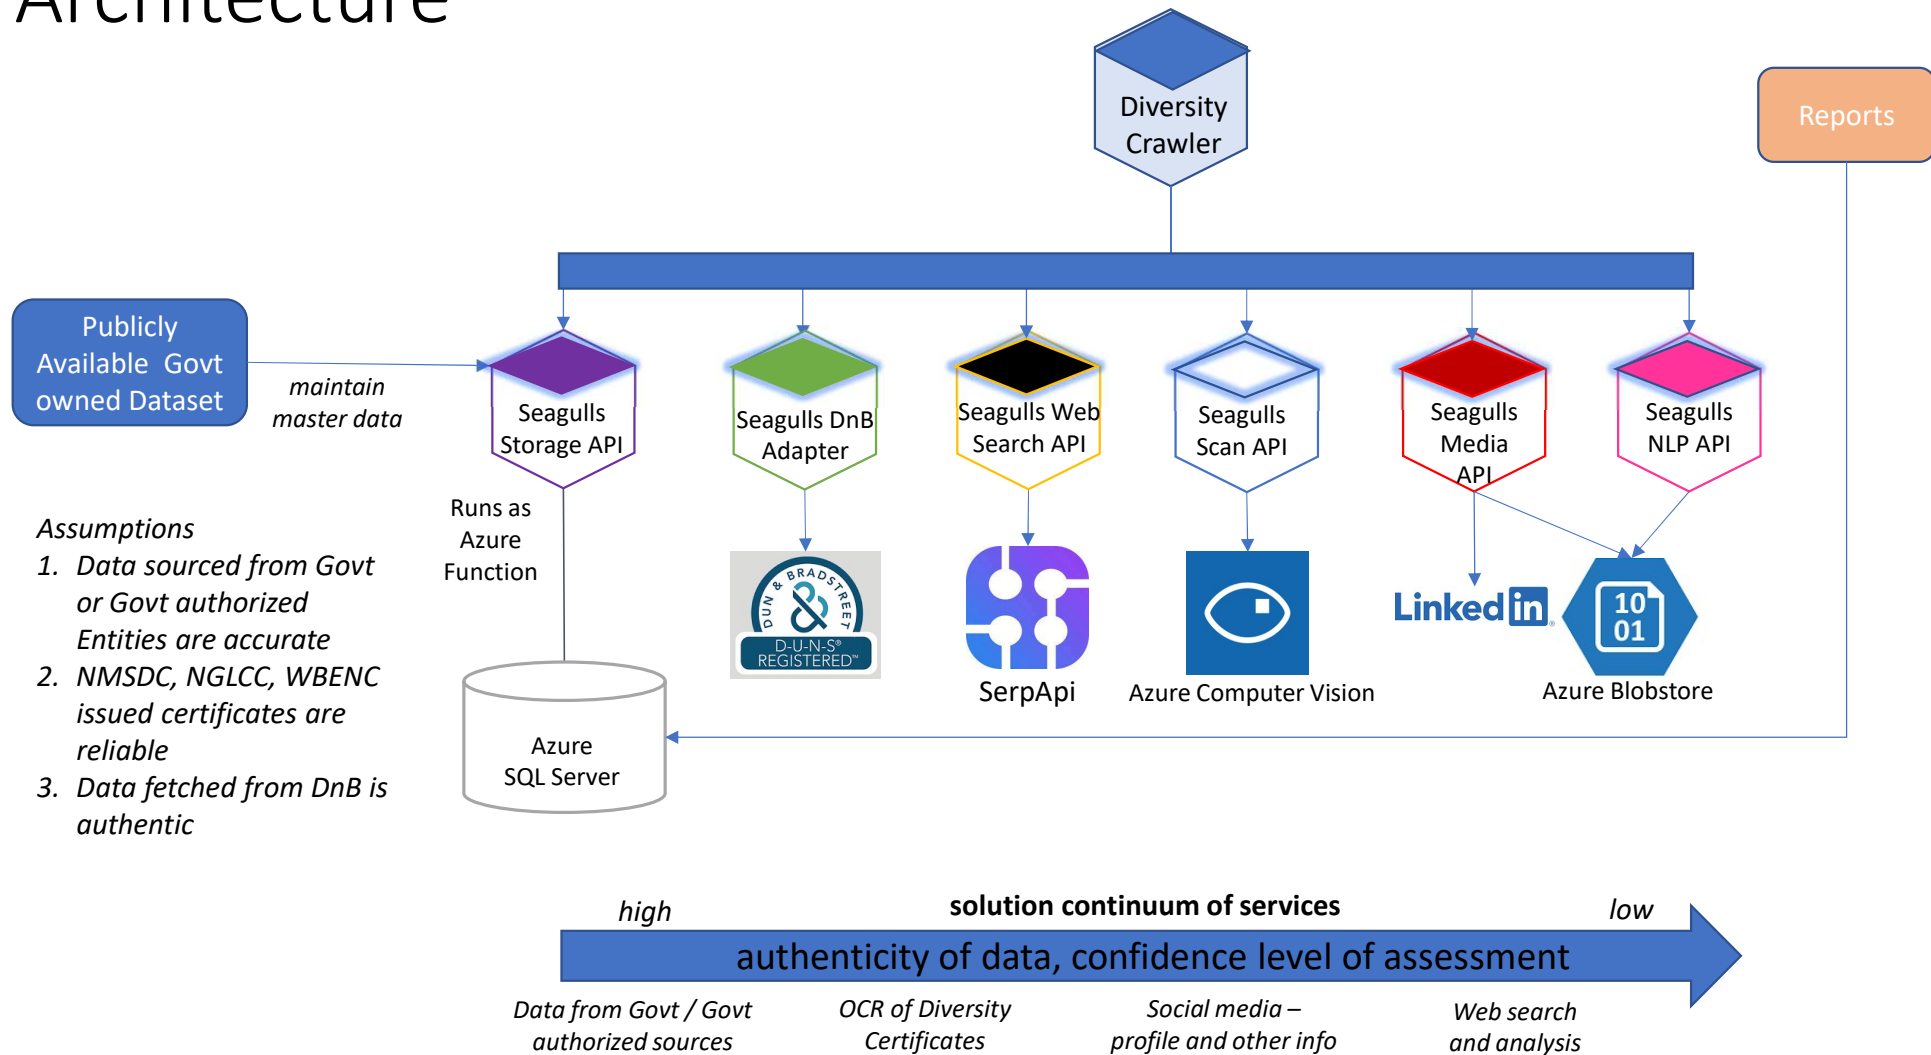 Architecture
Diversity
Crawler
Reports
Publicly
Available Govt
owned Dataset
maintain
master data
Seagulls
Storage API
Seagulls DnB
Adapter
Seagulls Web
Search API
Seagulls
Scan API
Seagulls
Media
API
Seagulls
NLP API
Runs as
Azure
Function
Assumptions
1. Data sourced from Govt
or Govt authorized
Entities are accurate
2. NMSDC, NGLCC, WBENC
issued certificates are
reliable
3. Data fetched from DnB is
authentic
DUN & BRADSTREET
D-U-N-S®
REGISTERED™
SerpApi
Azure Computer Vision
LinkedIn®
10
01
Azure Blobstore
Azure
SQL Server
high
solution continuum of services
low
authenticity of data, confidence level of assessment
Data from Govt / Govt
authorized sources
OCR of Diversity
Certificates
Social media –
profile and other info
Web search
and analysis